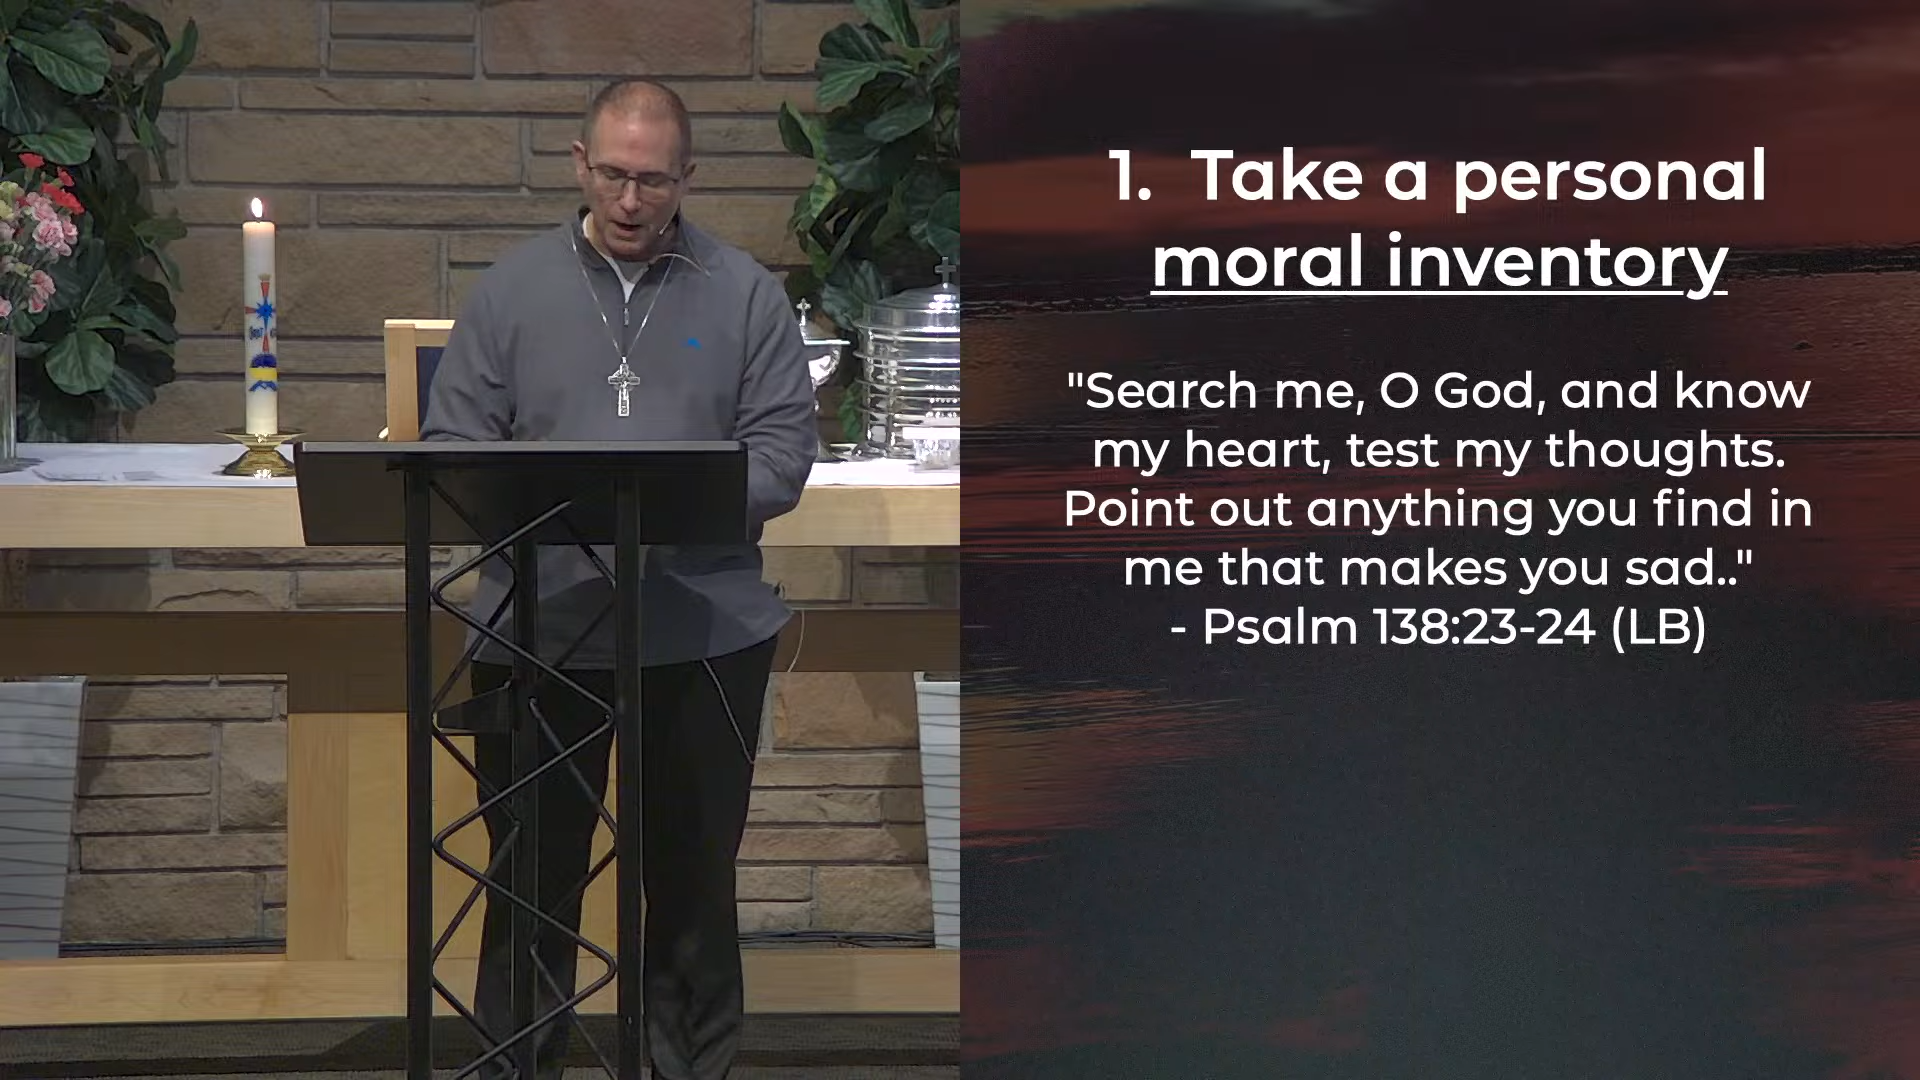 1. Take a personal
moral inventory
"Search me, O God, and know
my heart, test my thoughts.
Point out anything you find in
me that makes you sad.."
- Psalm 138:23-24 (LB)